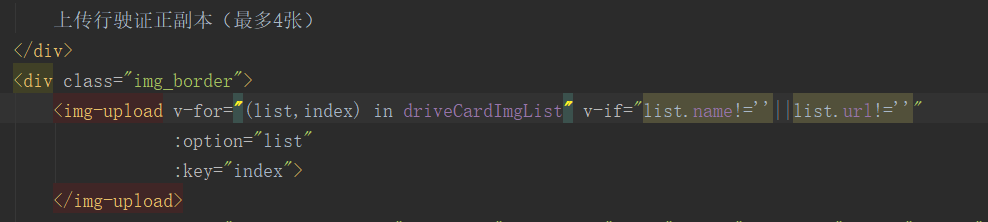 上传行驶证正副本（最多4张）
</div>
<div class="img_border">
<img-upload v-for="(list,index) in driveCardImgList" v-if="list.name!=''||list.url!=''"
:option="list"
:key="index">
</img-upload>